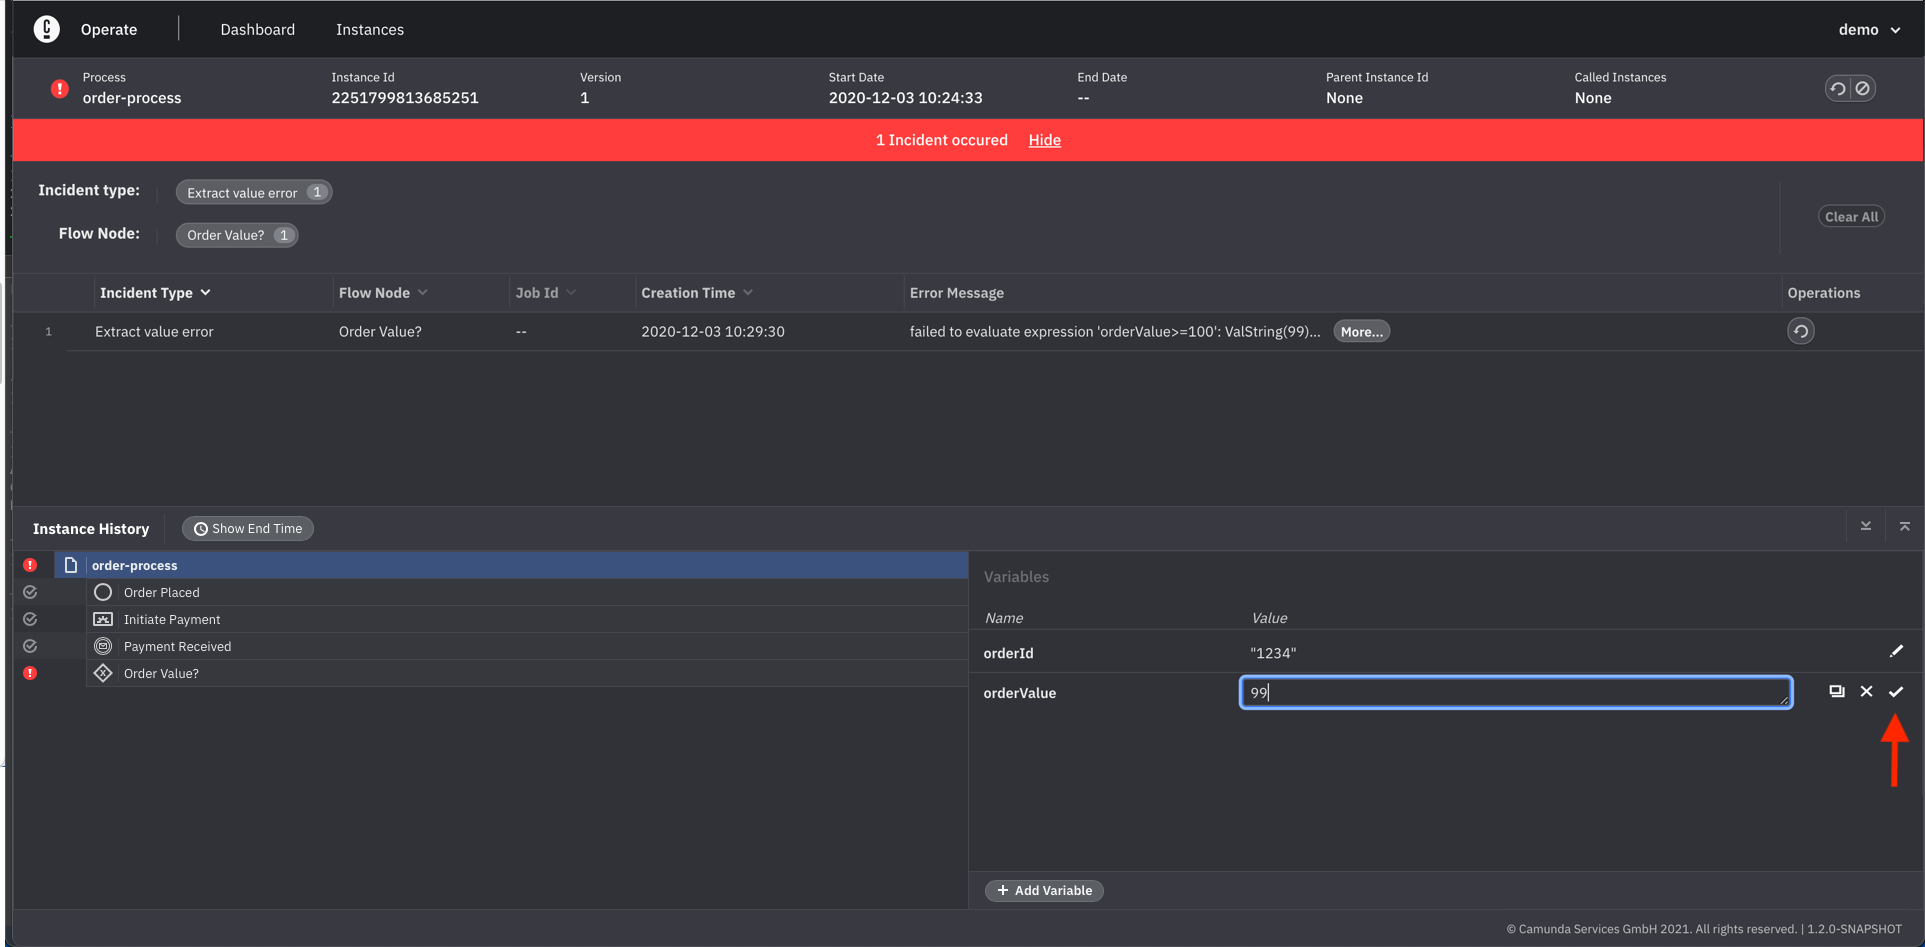 Operate Dashboard Instances demo
Process Instance Id Version Start Date End Date Parent Instance Id Called Instances
order-process 2251799813685251 1 2020-12-03 10:24:33 -- None None
1 Incident occured Hide
Incident type: Extract value error 1
Flow Node: Order Value? 1
Clear All
Incident Type Flow Node Job Id Creation Time Error Message Operations
1 Extract value error Order Value? -- 2020-12-03 10:29:30 failed to evaluate expression 'orderValue>=100': ValString(99)... More...
Instance History Show End Time
order-process
Order Placed
Initiate Payment
Payment Received
Order Value?
Variables
Name Value
orderId "1234"
orderValue 99
+ Add Variable
© Camunda Services GmbH 2021. All rights reserved. | 1.2.0-SNAPSHOT